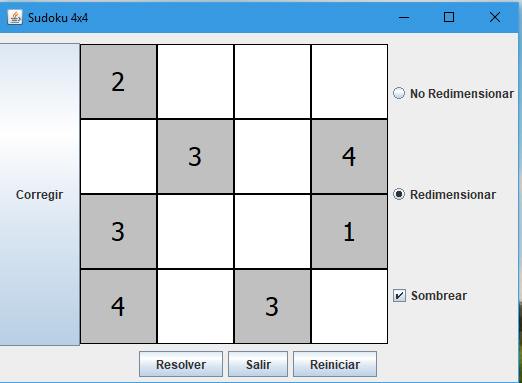 Sudoku 4x4
Corregir
2
3 4
3 1
4 3
No Redimensionar
Redimensionar
Sombrear
Resolver Salir Reiniciar